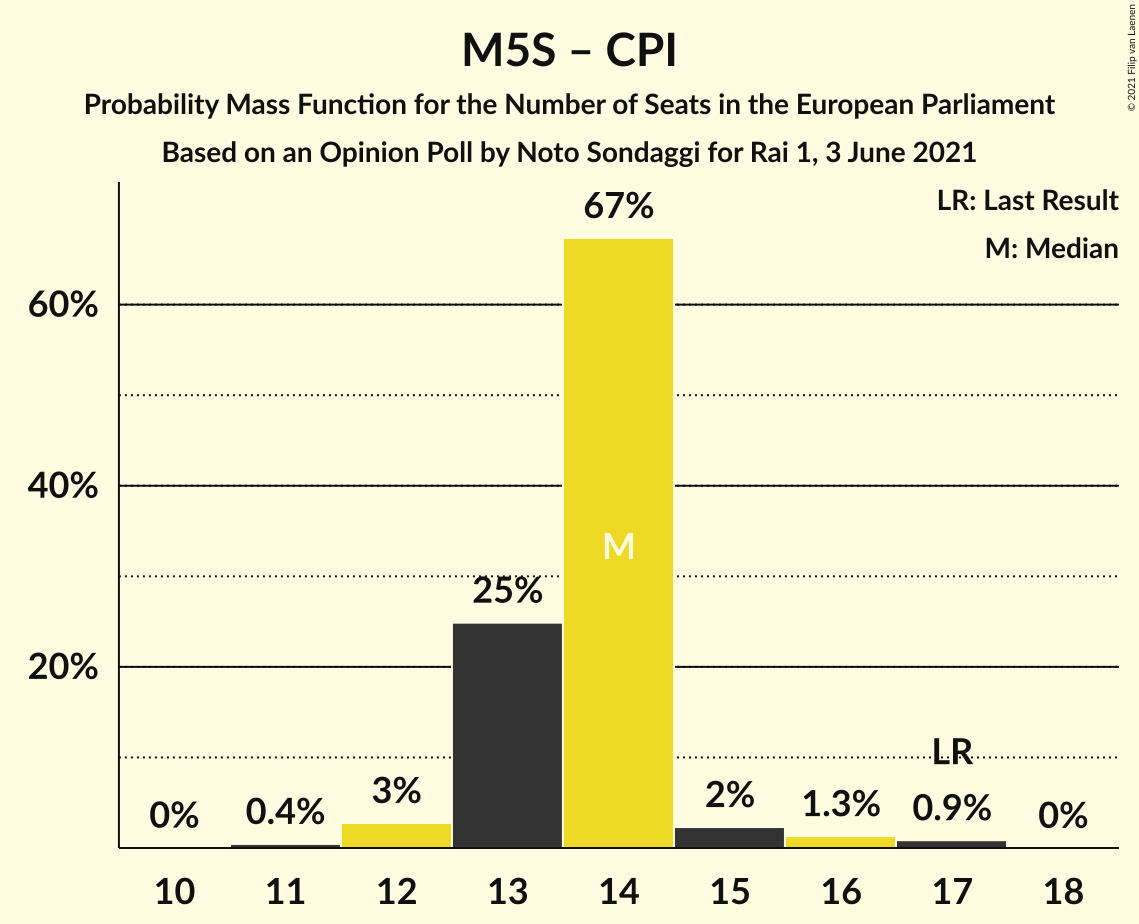 M5S – CPI
Probability Mass Function for the Number of Seats in the European Parliament
Based on an Opinion Poll by Noto Sondaggi for Rai 1, 3 June 2021
© 2021 Filip van Laenen
LR: Last Result
M: Median
67%
60%
40%
M
25%
20%
LR
0%
0.4%
3%
2%
1.3%
0.9%
0%
10 11 12 13 14 15 16 17 18